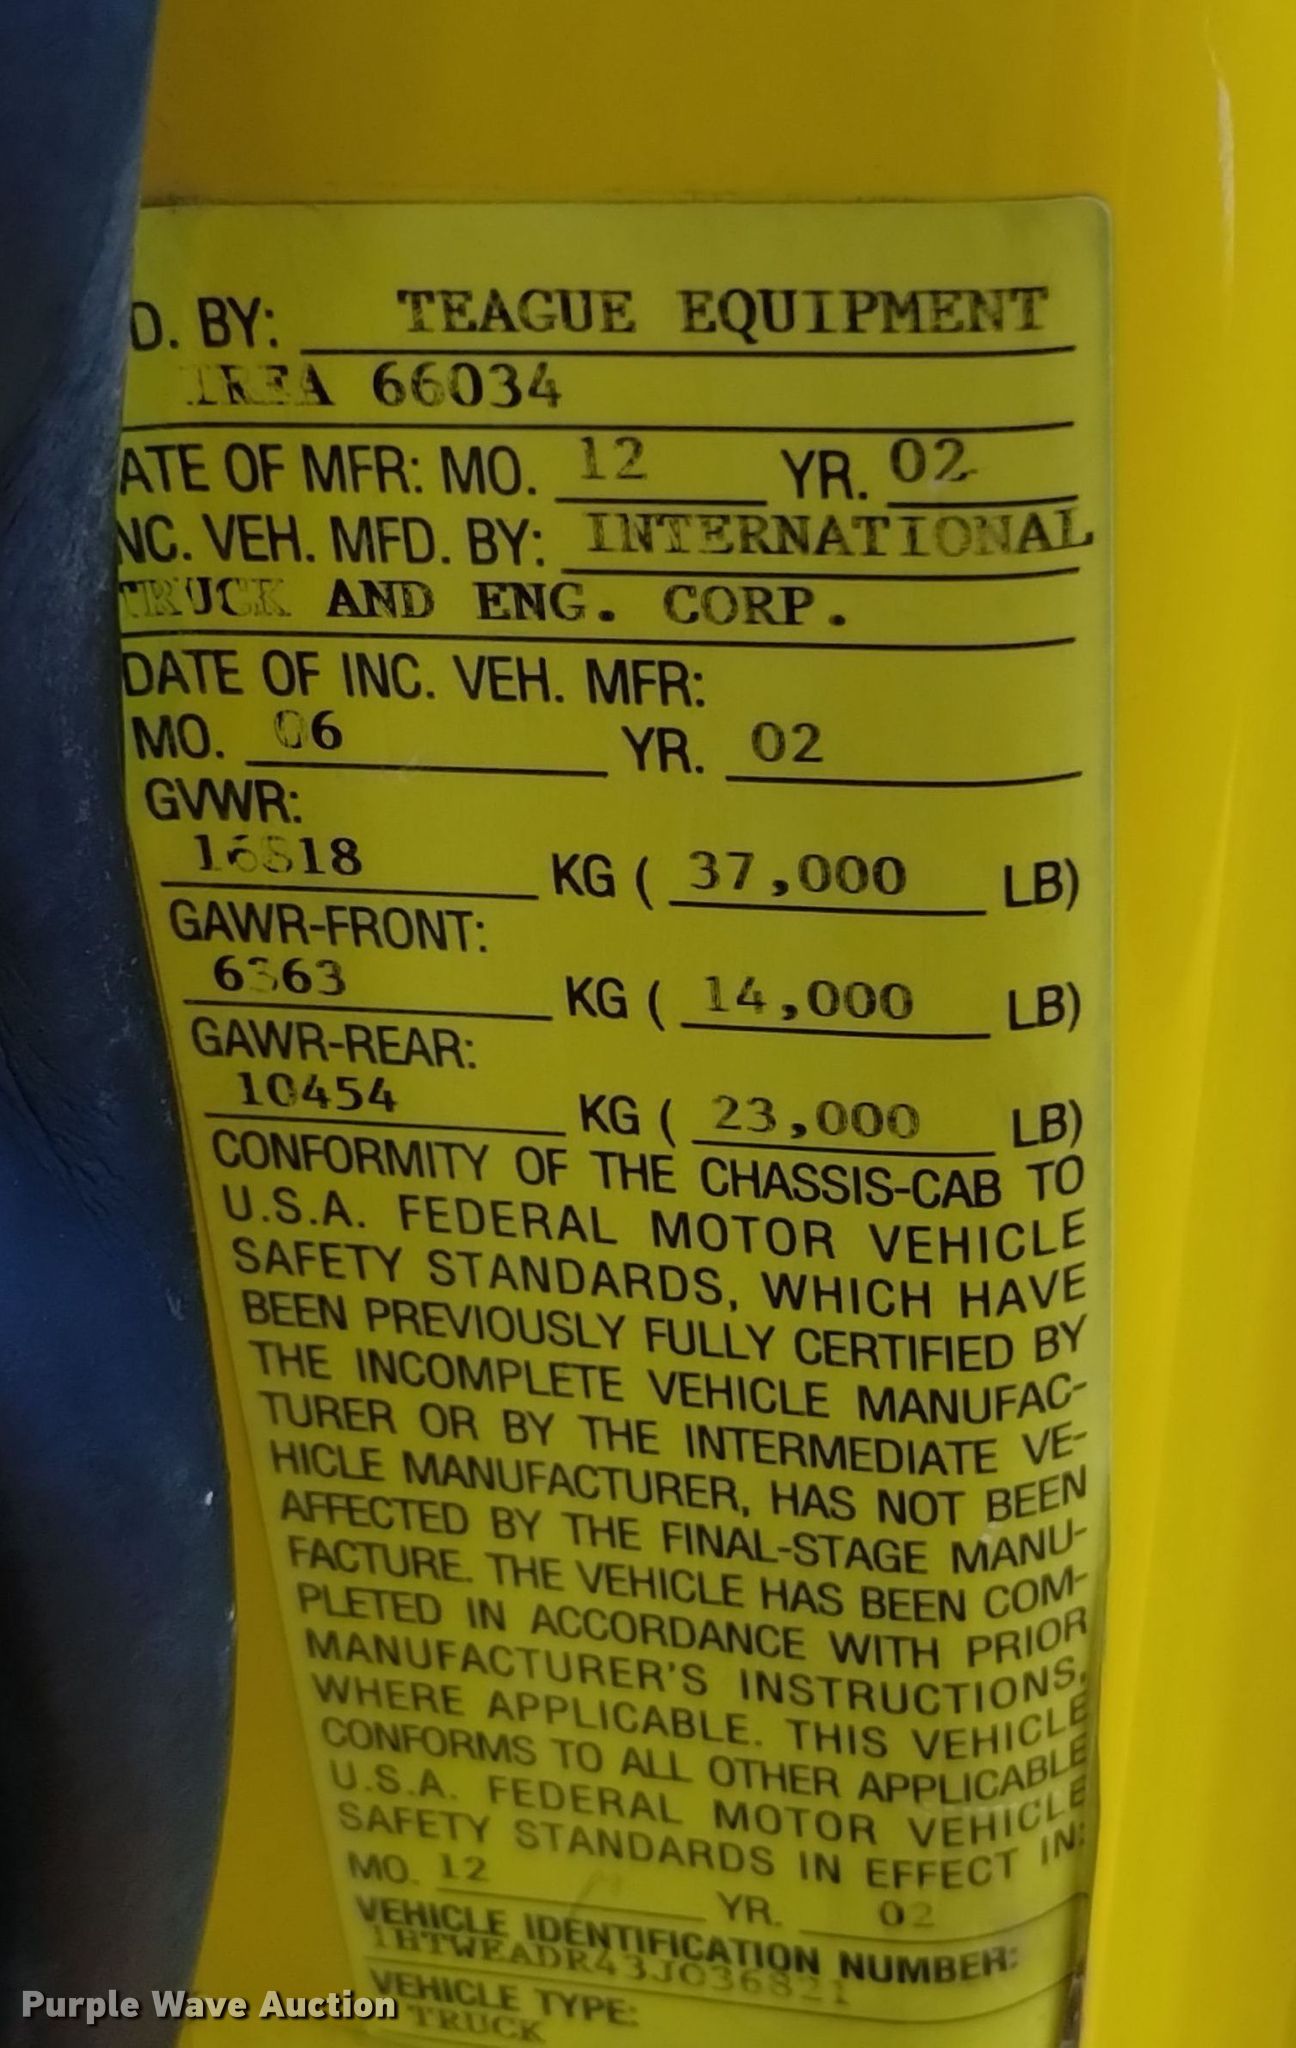 D. BY: TEAGUE EQUIPMENT
66034
ATE OF MFR: MO. 12 YR. 02
NC. VEH. MFD. BY: INTERNATIONAL
TRUCK AND ENG. CORP.
DATE OF INC. VEH. MFR:
MO. 06 YR. 02
GVWR:
16818 KG ( 37,000 LB)
GAWR-FRONT:
6363 KG ( 14,000 LB)
GAWR-REAR:
10454 KG ( 23,000 LB)
CONFORMITY OF THE CHASSIS-CAB TO
U.S.A. FEDERAL MOTOR VEHICLE
SAFETY STANDARDS, WHICH HAVE
BEEN PREVIOUSLY FULLY CERTIFIED BY
THE INCOMPLETE VEHICLE MANUFAC-
TURER OR BY THE INTERMEDIATE VE-
HICLE MANUFACTURER, HAS NOT BEEN
AFFECTED BY THE FINAL-STAGE MANU-
FACTURE. THE VEHICLE HAS BEEN COM-
PLETED IN ACCORDANCE WITH PRIOR
MANUFACTURER'S INSTRUCTIONS,
WHERE APPLICABLE. THIS VEHICLE
CONFORMS TO ALL OTHER APPLICABLE
U.S.A. FEDERAL MOTOR VEHICLE
SAFETY STANDARDS IN EFFECT IN:
MO. 12 YR. 02
VEHICLE IDENTIFICATION NUMBER:
1HTWEADR43J036821
VEHICLE TYPE:
TRUCK
Purple Wave Auction